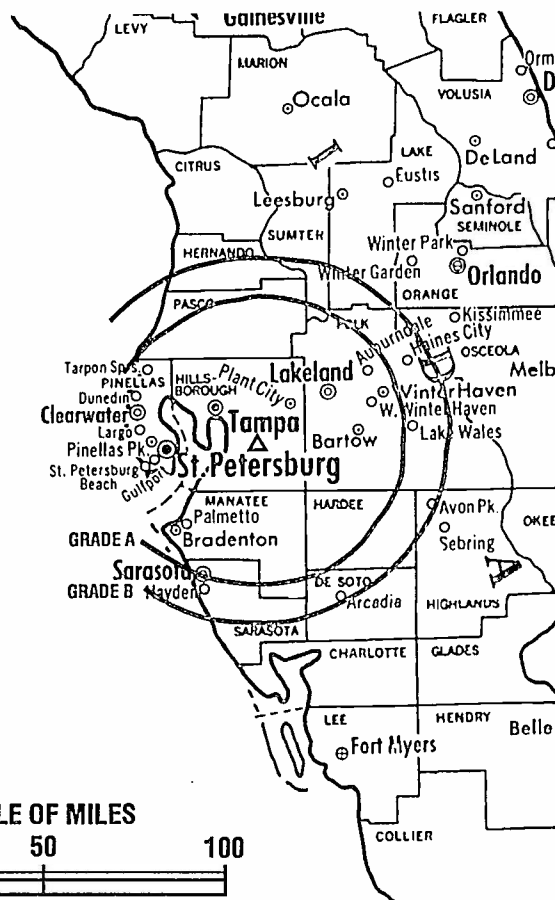 Gainesville
FLAGLER
LEVY
MARION
Orm
D
VOLUSIA
Ocala
LAKE
DeLand
CITRUS
Eustis
Leesburg
Sanford
SEMINOLE
SUMTER
Winter Park
HERNANDO
Winter Garden
Orlando
ORANGE
PASCO
Kissimmee
POLK
Auburndale
Haines City
OSCEOLA
Melb
Tarpon Sps.
PINELLAS
HILLS-
BOROUGH
Plant City
Lakeland
Dunedin
Winter Haven
Clearwater
W. Winter Haven
Tampa
Largo
Lake Wales
Bartow
Pinellas Pk.
St. Petersburg
St. Petersburg
Beach
Gulfport
MANATEE
HARDEE
Avon Pk.
Palmetto
OKEE
GRADE A
Bradenton
Sebring
Sarasota
DE SOTO
GRADE B
Hayden
Arcadia
HIGHLANDS
SARASOTA
CHARLOTTE
GLADES
LEE
HENDRY
Belle
Fort Myers
LE OF MILES
COLLIER
50
100